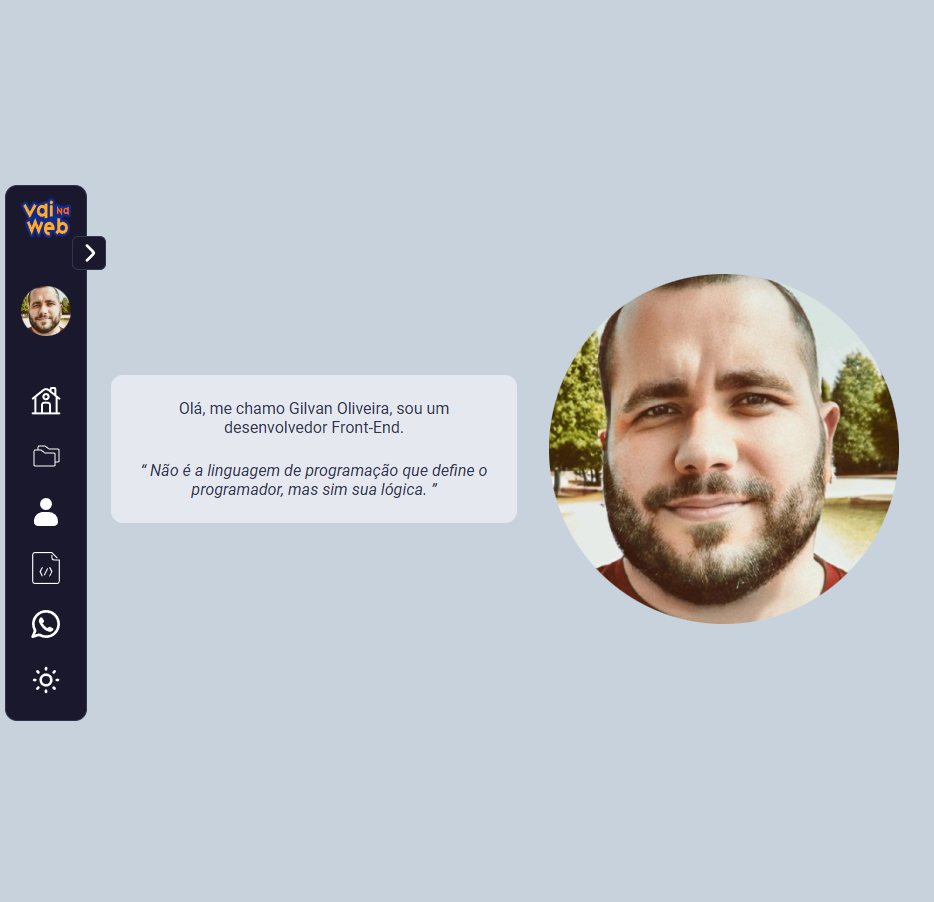 vai na
web
Olá, me chamo Gilvan Oliveira, sou um
desenvolvedor Front-End.
“ Não é a linguagem de programação que define o
programador, mas sim sua lógica. ”